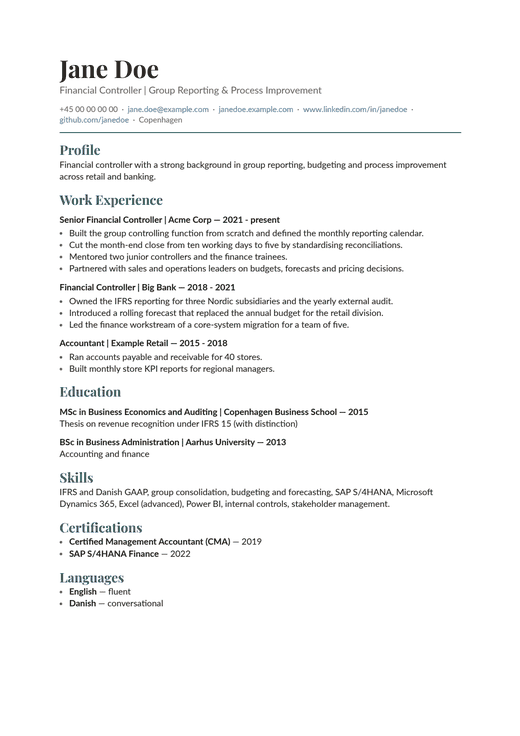 Jane Doe
Financial Controller | Group Reporting & Process Improvement
+45 00 00 00 00 · jane.doe@example.com · janedoe.example.com · www.linkedin.com/in/janedoe ·
github.com/janedoe · Copenhagen
Profile
Financial controller with a strong background in group reporting, budgeting and process improvement
across retail and banking.
Work Experience
Senior Financial Controller | Acme Corp — 2021 - present
• Built the group controlling function from scratch and defined the monthly reporting calendar.
• Cut the month-end close from ten working days to five by standardising reconciliations.
• Mentored two junior controllers and the finance trainees.
• Partnered with sales and operations leaders on budgets, forecasts and pricing decisions.
Financial Controller | Big Bank — 2018 - 2021
• Owned the IFRS reporting for three Nordic subsidiaries and the yearly external audit.
• Introduced a rolling forecast that replaced the annual budget for the retail division.
• Led the finance workstream of a core-system migration for a team of five.
Accountant | Example Retail — 2015 - 2018
• Ran accounts payable and receivable for 40 stores.
• Built monthly store KPI reports for regional managers.
Education
MSc in Business Economics and Auditing | Copenhagen Business School — 2015
Thesis on revenue recognition under IFRS 15 (with distinction)
BSc in Business Administration | Aarhus University — 2013
Accounting and finance
Skills
IFRS and Danish GAAP, group consolidation, budgeting and forecasting, SAP S/4HANA, Microsoft
Dynamics 365, Excel (advanced), Power BI, internal controls, stakeholder management.
Certifications
• Certified Management Accountant (CMA) — 2019
• SAP S/4HANA Finance — 2022
Languages
• English — fluent
• Danish — conversational